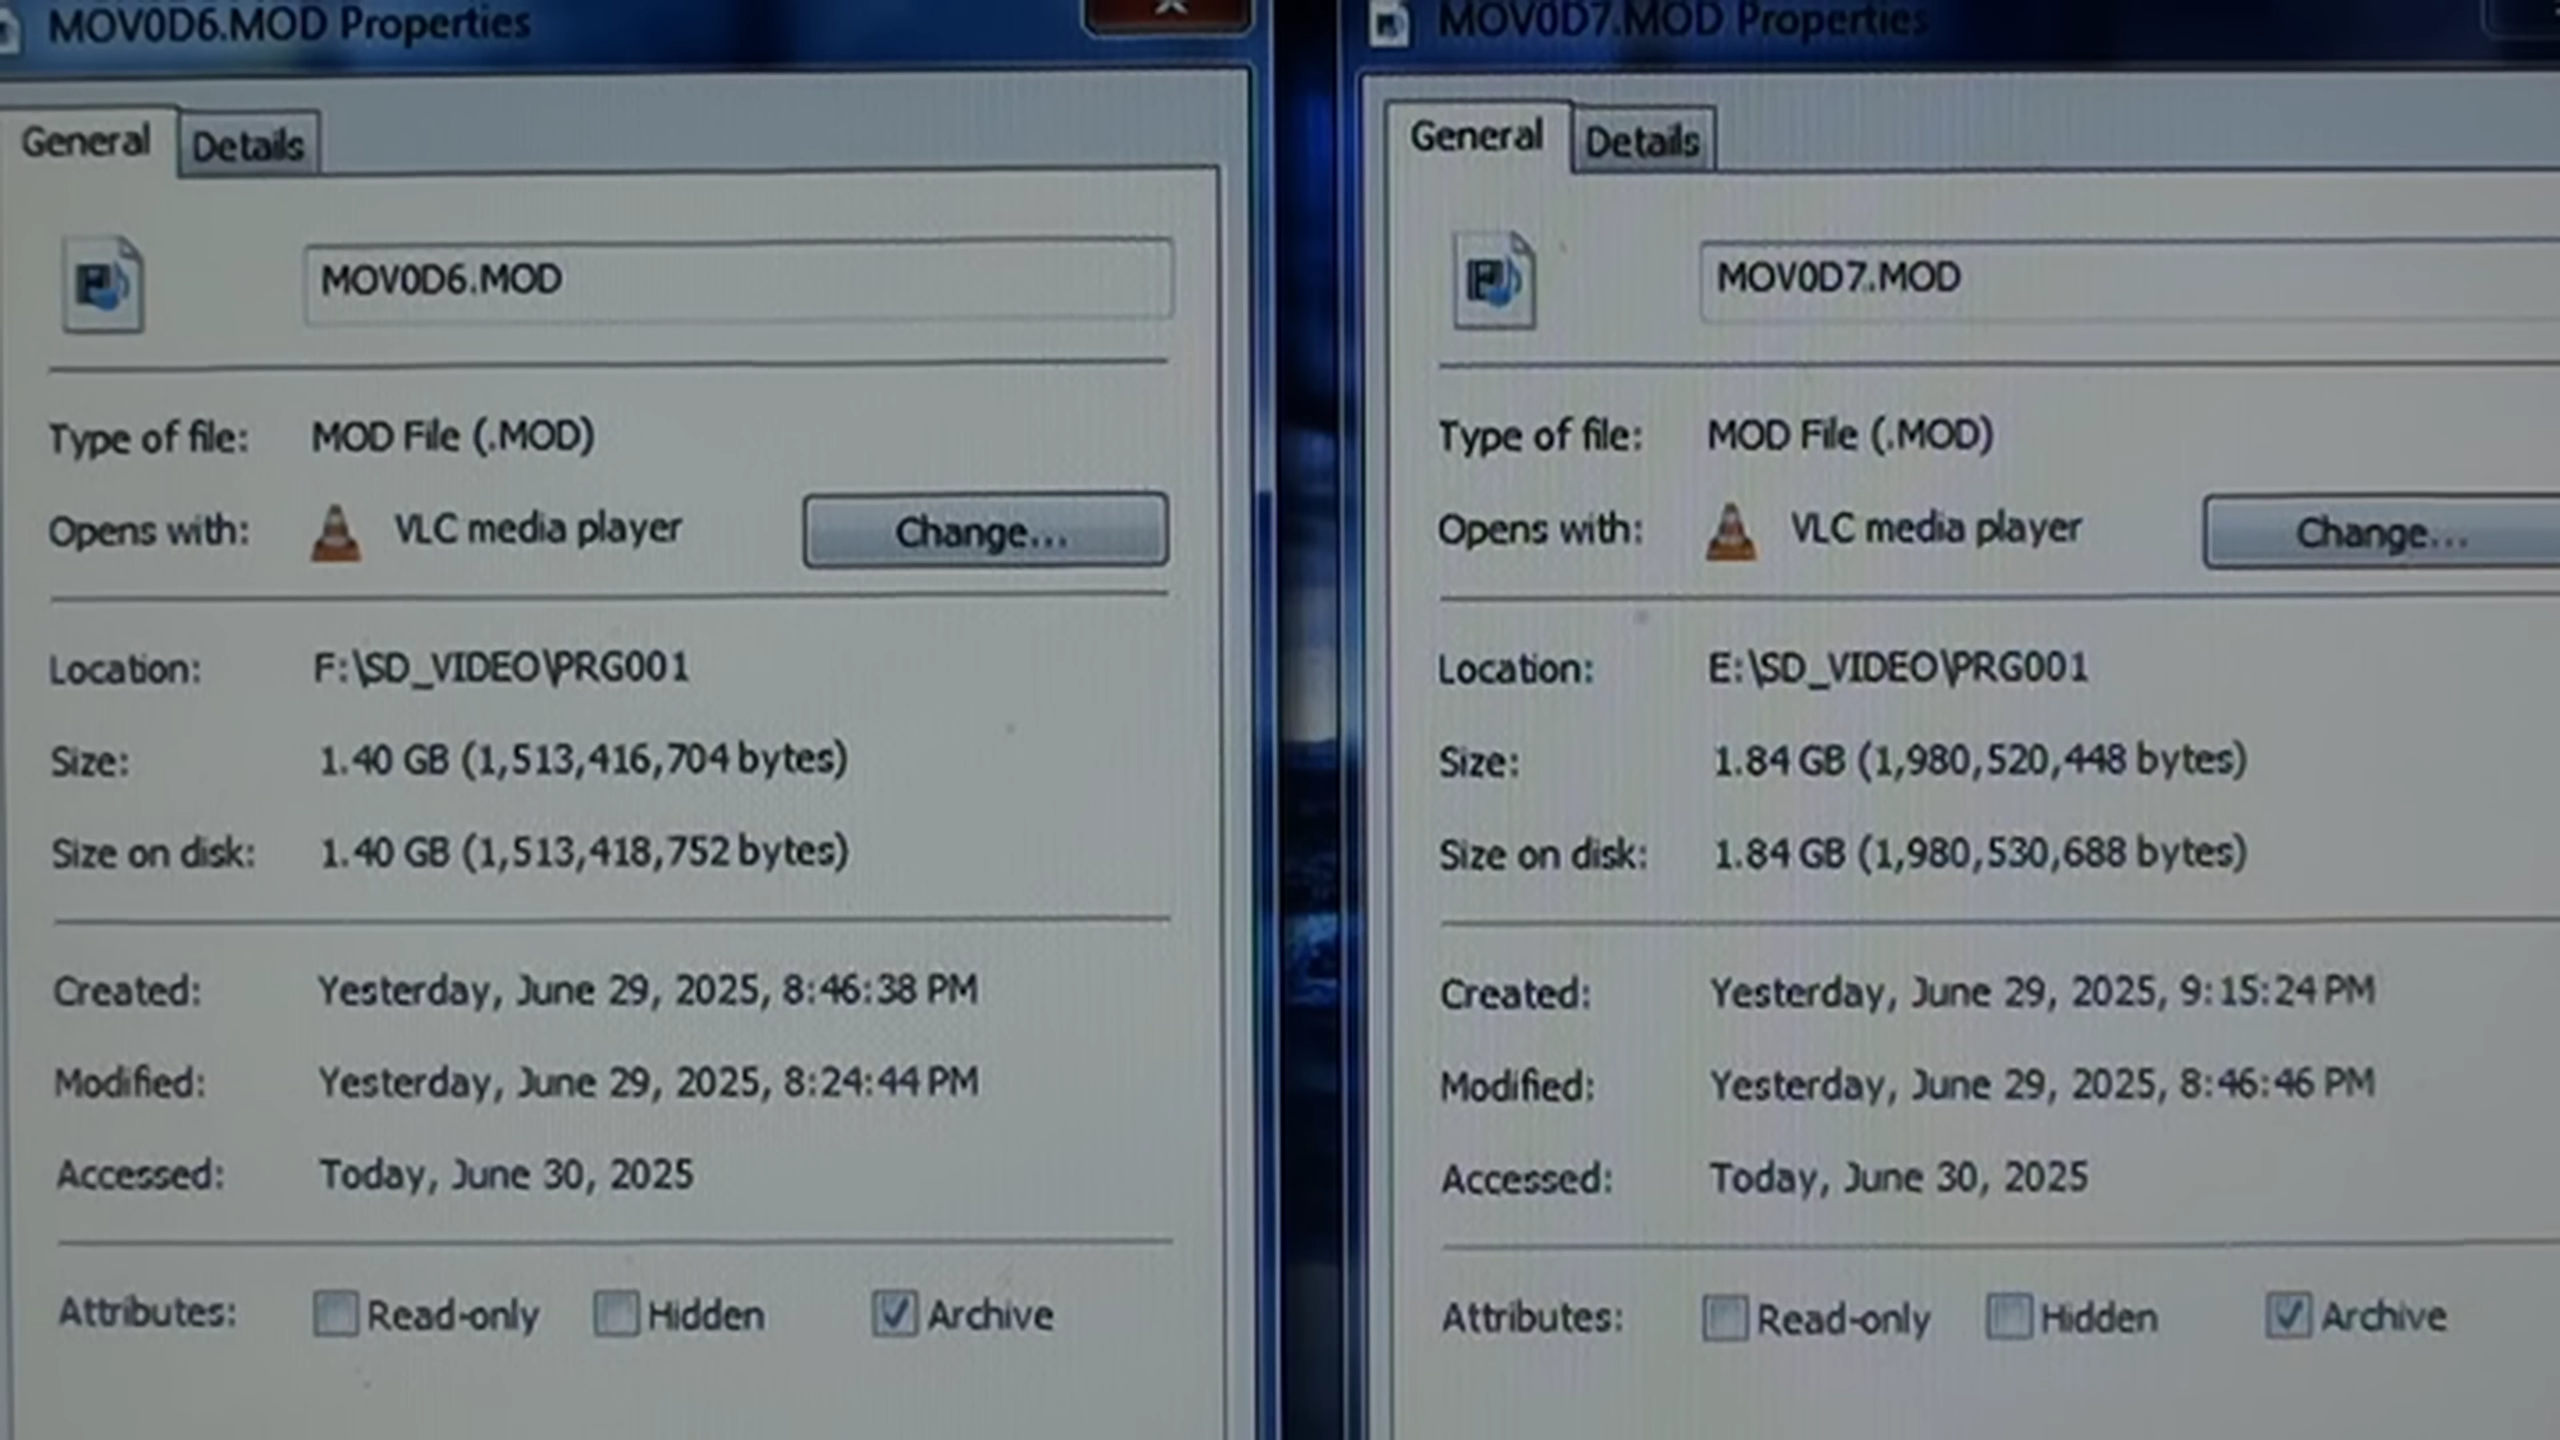 MOV0D6.MOD Properties
General Details
MOV0D6.MOD
Type of file: MOD File (.MOD)
Opens with: VLC media player Change...
Location: F:\SD_VIDEO\PRG001
Size: 1.40 GB (1,513,416,704 bytes)
Size on disk: 1.40 GB (1,513,418,752 bytes)
Created: Yesterday, June 29, 2025, 8:46:38 PM
Modified: Yesterday, June 29, 2025, 8:24:44 PM
Accessed: Today, June 30, 2025
Attributes: Read-only Hidden Archive
MOV0D7.MOD Properties
General Details
MOV0D7.MOD
Type of file: MOD File (.MOD)
Opens with: VLC media player Change...
Location: E:\SD_VIDEO\PRG001
Size: 1.84 GB (1,980,520,448 bytes)
Size on disk: 1.84 GB (1,980,530,688 bytes)
Created: Yesterday, June 29, 2025, 9:15:24 PM
Modified: Yesterday, June 29, 2025, 8:46:46 PM
Accessed: Today, June 30, 2025
Attributes: Read-only Hidden Archive